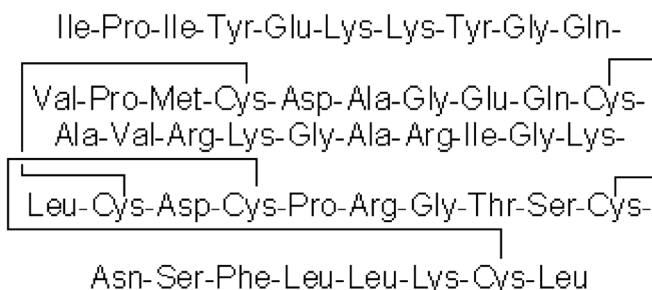 Ile-Pro-Ile-Tyr-Glu-Lys-Lys-Tyr-Gly-Gln-
Val-Pro-Met-Cys-Asp-Ala-Gly-Glu-Gln-Cys-
Ala-Val-Arg-Lys-Gly-Ala-Arg-Ile-Gly-Lys-
Leu-Cys-Asp-Cys-Pro-Arg-Gly-Thr-Ser-Cys-
Asn-Ser-Phe-Leu-Leu-Lys-Cys-Leu